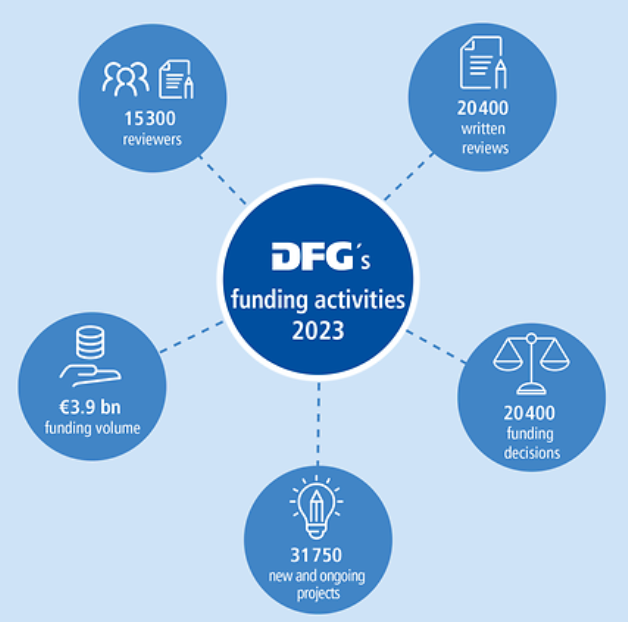 15300
reviewers
20400
written
reviews
DFG´s
funding activities
2023
€3.9 bn
funding volume
20400
funding
decisions
31750
new and ongoing
projects